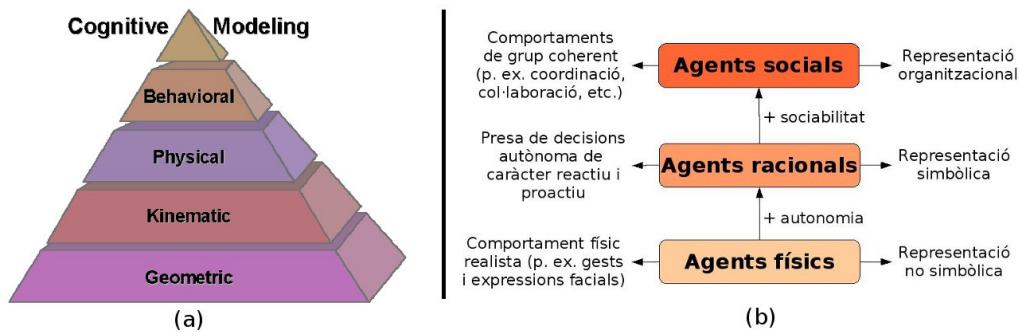 Cognitive Modeling
Behavioral
Physical
Kinematic
Geometric
(a)
Comportaments
de grup coherent
(p. ex. coordinació,
col·laboració, etc.)
Agents socials
Representació
organitzacional
+ sociabilitat
Presa de decisions
autònoma de
caràcter reactiu i
proactiu
Agents racionals
Representació
simbòlica
+ autonomia
Comportament físic
realista (p. ex. gests
i expressions facials)
Agents físics
Representació
no simbòlica
(b)